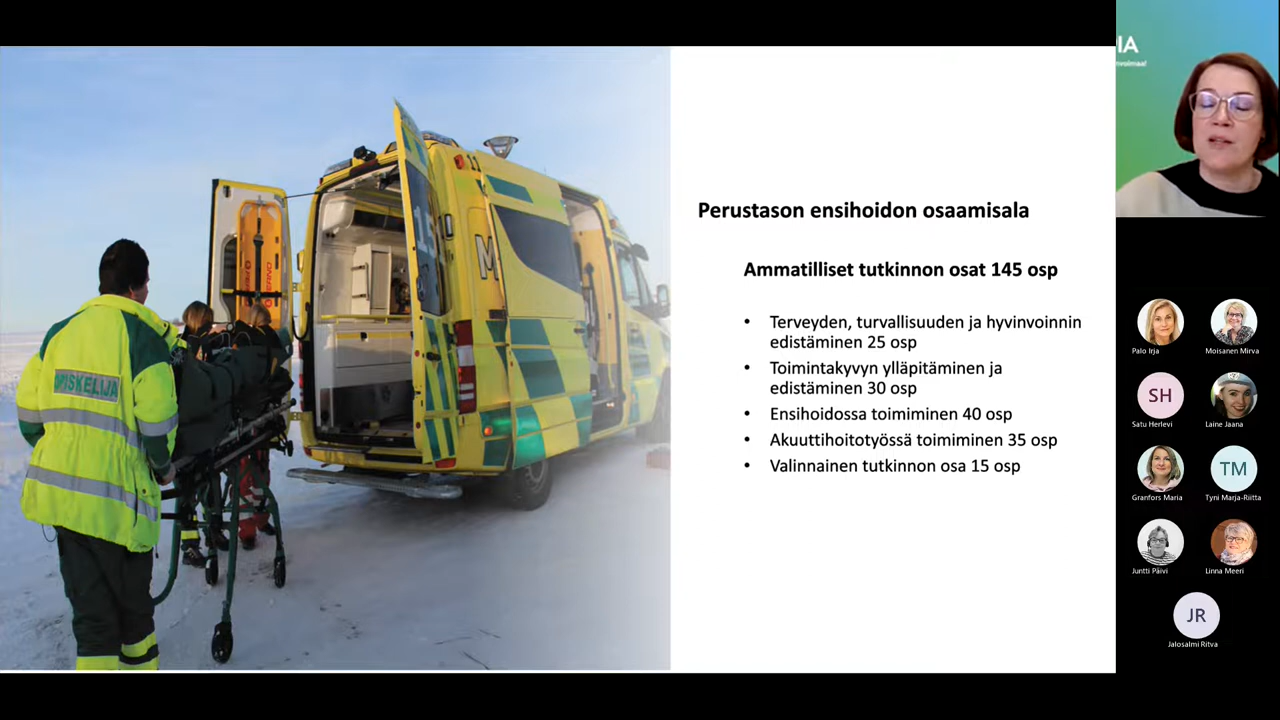 Perustason ensihoidon osaamisala
Ammatilliset tutkinnon osat 145 osp
• Terveyden, turvallisuuden ja hyvinvoinnin
edistäminen 25 osp
• Toimintakyvyn ylläpitäminen ja
edistäminen 30 osp
• Ensihoidossa toimiminen 40 osp
• Akuuttihoitotyössä toimiminen 35 osp
• Valinnainen tutkinnon osa 15 osp
OPISKELIJA
M
IA
Palo Irja
Moisanen Mirva
SH
Satu Herlevi
Laine Jaana
Granfors Maria
TM
Tyni Marja-Riitta
Juntti Päivi
Linna Meeri
JR
Jalosalmi Ritva